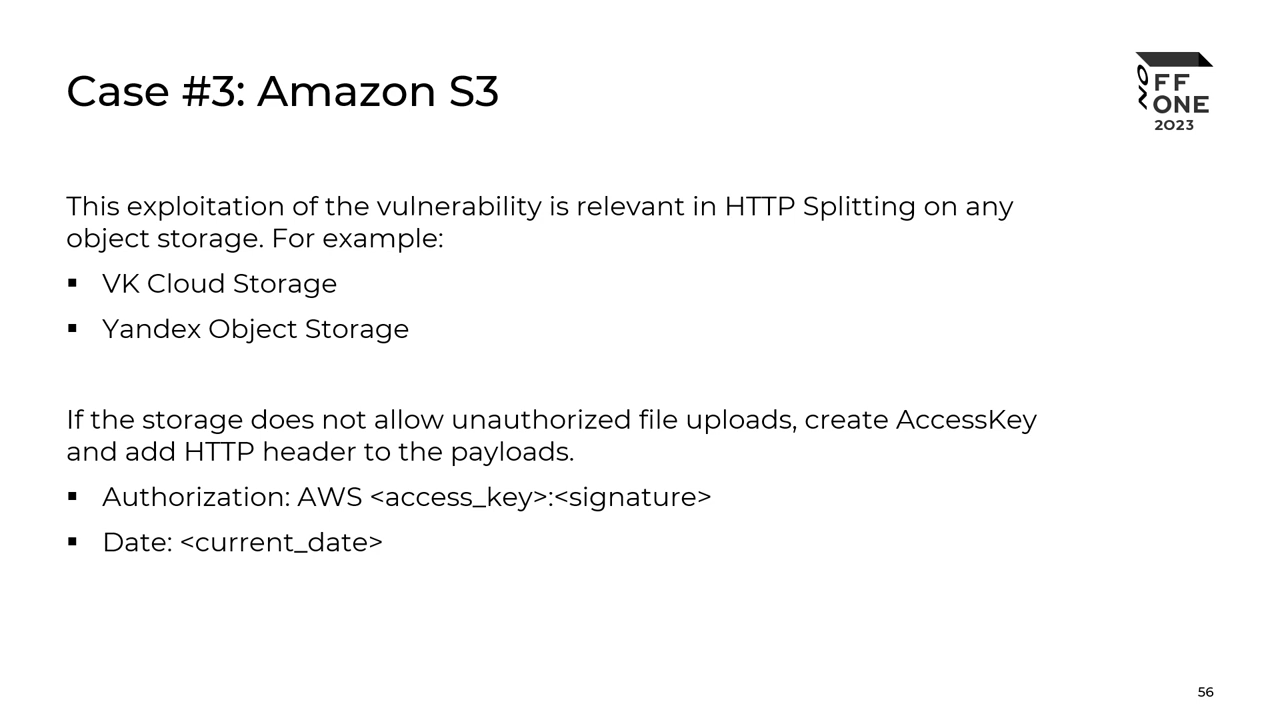 Case #3: Amazon S3
OFFZONE
2023
This exploitation of the vulnerability is relevant in HTTP Splitting on any
object storage. For example:
▪ VK Cloud Storage
▪ Yandex Object Storage
If the storage does not allow unauthorized file uploads, create AccessKey
and add HTTP header to the payloads.
▪ Authorization: AWS <access_key>:<signature>
▪ Date: <current_date>
56